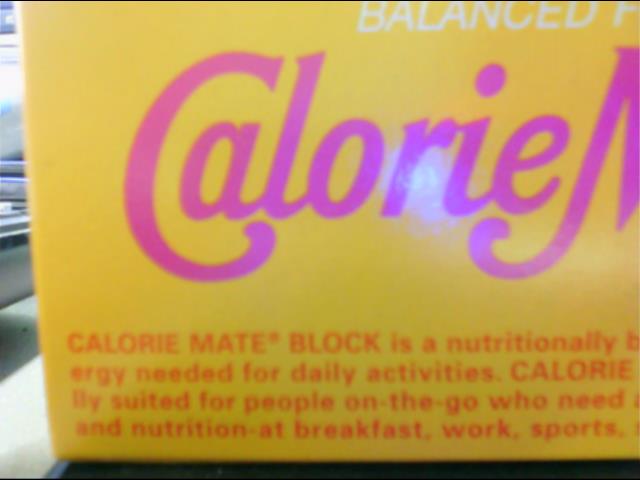 BALANCED F
Calorie M
CALORIE MATE® BLOCK is a nutritionally b
ergy needed for daily activities. CALORIE
lly suited for people on-the-go who need a
and nutrition-at breakfast, work, sports,